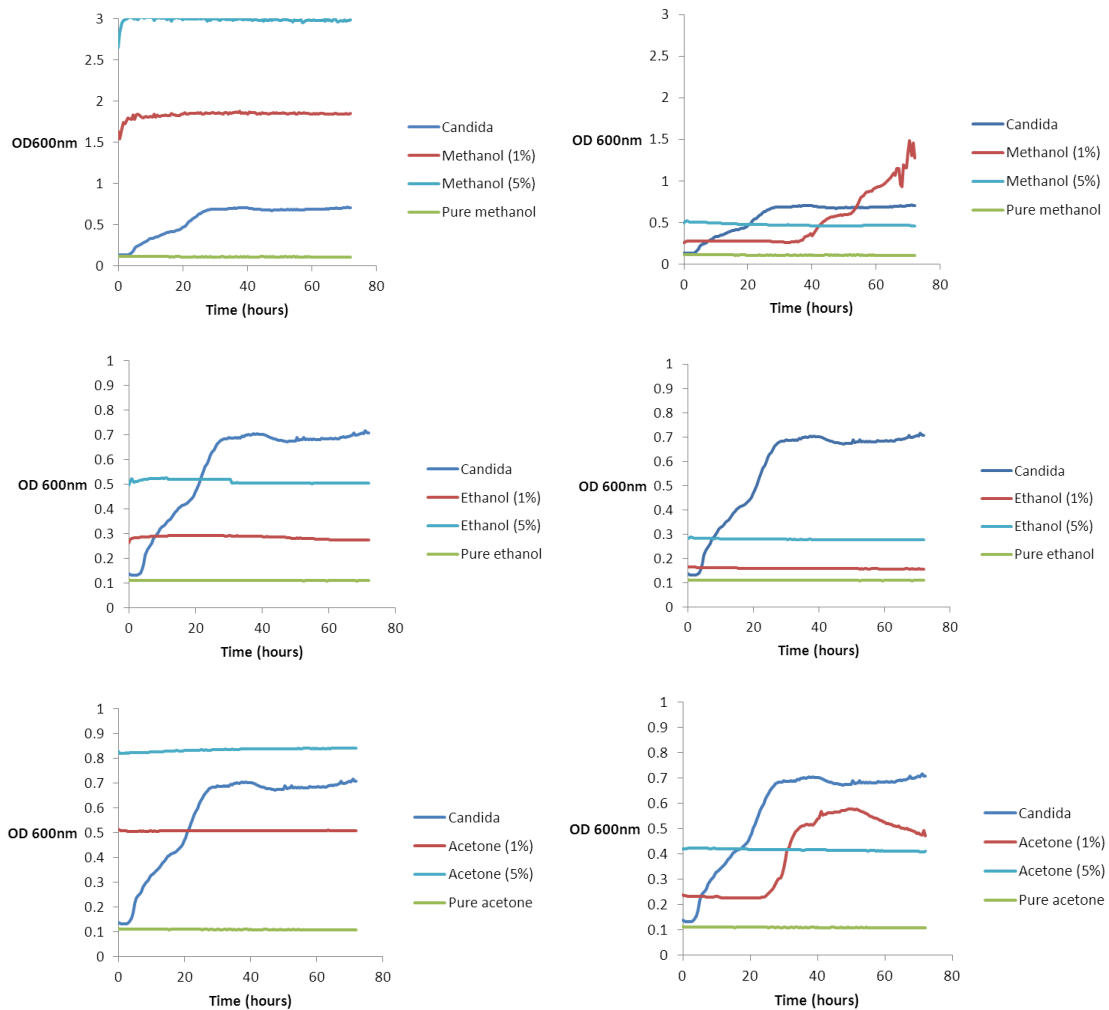 3
2.5
2
1.5
1
0.5
0
OD600nm
0 20 40 60 80
Time (hours)
Candida
Methanol (1%)
Methanol (5%)
Pure methanol
3
2.5
2
1.5
1
0.5
0
OD 600nm
0 20 40 60 80
Time (hours)
Candida
Methanol (1%)
Methanol (5%)
Pure methanol
1
0.9
0.8
0.7
0.6
0.5
0.4
0.3
0.2
0.1
0
OD 600nm
0 20 40 60 80
Time (hours)
Candida
Ethanol (1%)
Ethanol (5%)
Pure ethanol
1
0.9
0.8
0.7
0.6
0.5
0.4
0.3
0.2
0.1
0
OD 600nm
0 20 40 60 80
Time (hours)
Candida
Ethanol (1%)
Ethanol (5%)
Pure ethanol
1
0.9
0.8
0.7
0.6
0.5
0.4
0.3
0.2
0.1
0
OD 600nm
0 20 40 60 80
Time (hours)
Candida
Acetone (1%)
Acetone (5%)
Pure acetone
1
0.9
0.8
0.7
0.6
0.5
0.4
0.3
0.2
0.1
0
OD 600nm
0 20 40 60 80
Time (hours)
Candida
Acetone (1%)
Acetone (5%)
Pure acetone